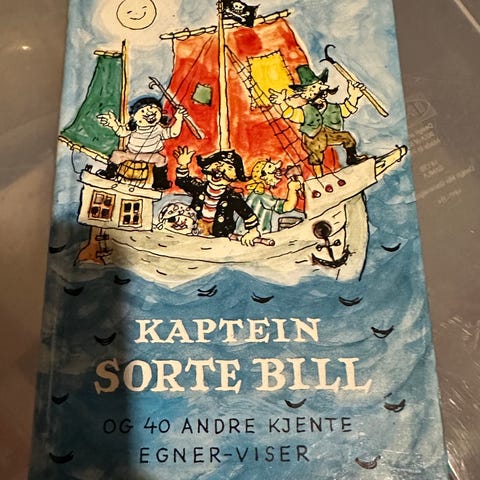 KAPTEIN
SORTE BILL
OG 40 ANDRE KJENTE
EGNER-VISER